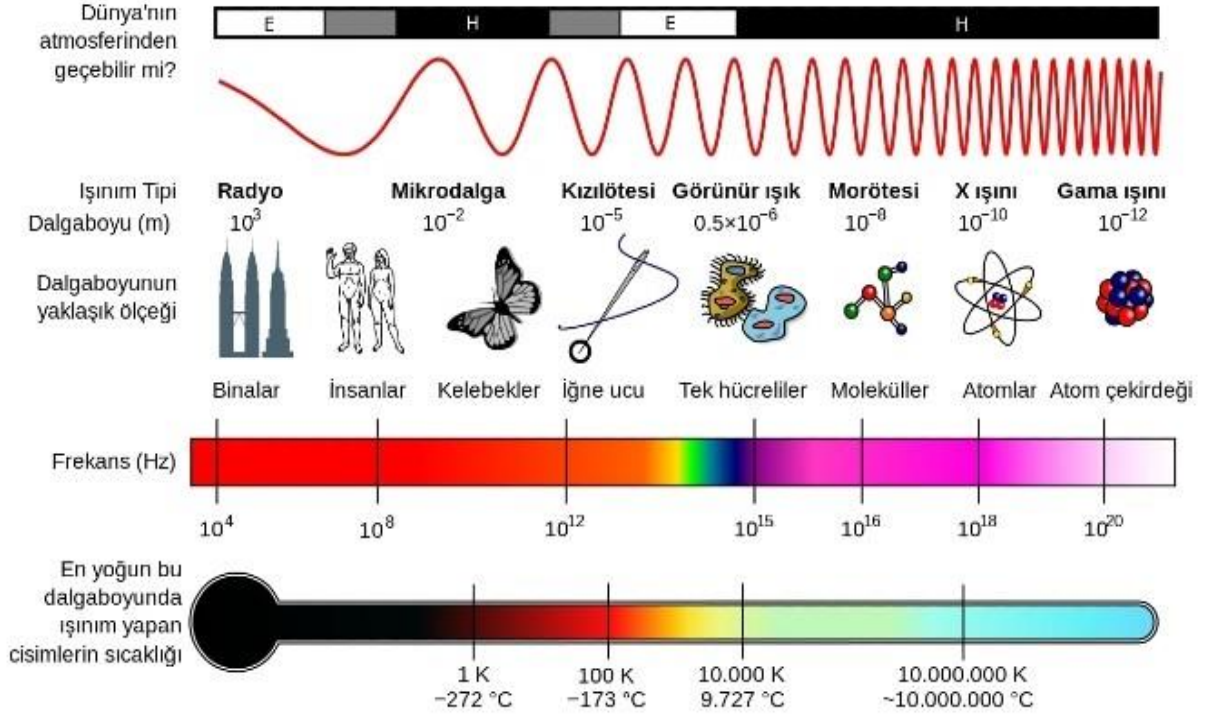 Dünya'nın
atmosferinden
geçebilir mi?
E H E H
Işınım Tipi Radyo Mikrodalga Kızılötesi Görünür ışık Morötesi X ışını Gama ışını
Dalgaboyu (m) 10³ 10⁻² 10⁻⁵ 0.5×10⁻⁶ 10⁻⁸ 10⁻¹⁰ 10⁻¹²
Dalgaboyunun
yaklaşık ölçeği
Binalar İnsanlar Kelebekler İğne ucu Tek hücreliler Moleküller Atomlar Atom çekirdeği
Frekans (Hz)
10⁴ 10⁸ 10¹² 10¹⁵ 10¹⁶ 10¹⁸ 10²⁰
En yoğun bu
dalgaboyunda
ışınım yapan
cisimlerin sıcaklığı
1 K 100 K 10.000 K 10.000.000 K
−272 °C −173 °C 9.727 °C ~10.000.000 °C